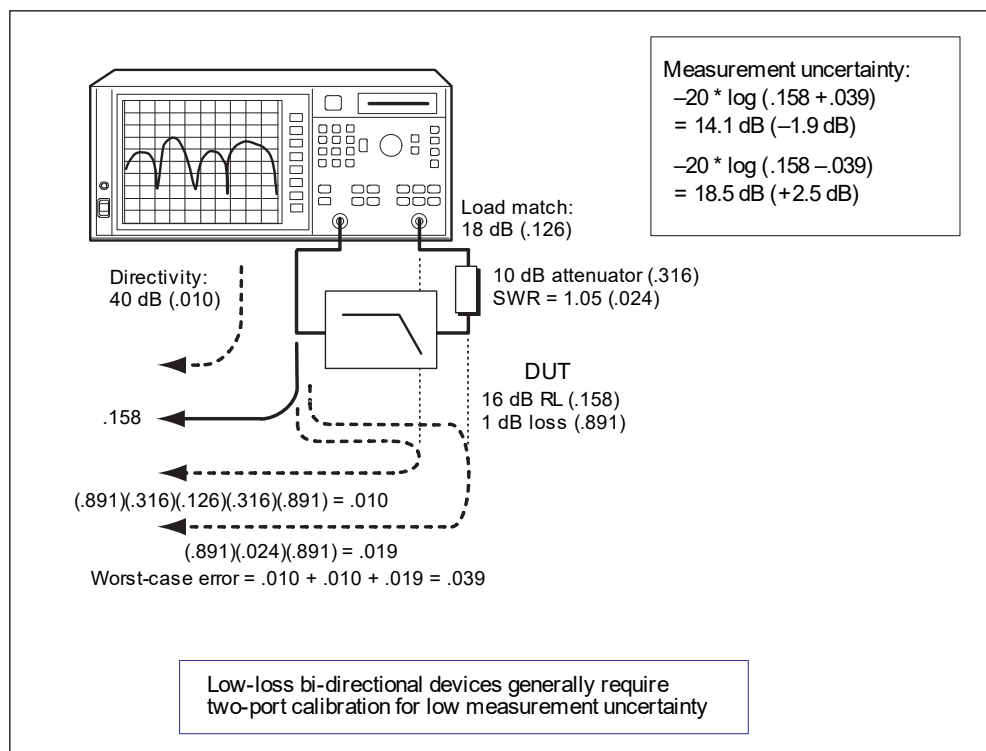 Measurement uncertainty:
–20 * log (.158 +.039)
= 14.1 dB (–1.9 dB)
–20 * log (.158 –.039)
= 18.5 dB (+2.5 dB)
Load match:
18 dB (.126)
Directivity:
40 dB (.010)
10 dB attenuator (.316)
SWR = 1.05 (.024)
DUT
16 dB RL (.158)
1 dB loss (.891)
.158
(.891)(.316)(.126)(.316)(.891) = .010
(.891)(.024)(.891) = .019
Worst-case error = .010 + .010 + .019 = .039
Low-loss bi-directional devices generally require
two-port calibration for low measurement uncertainty